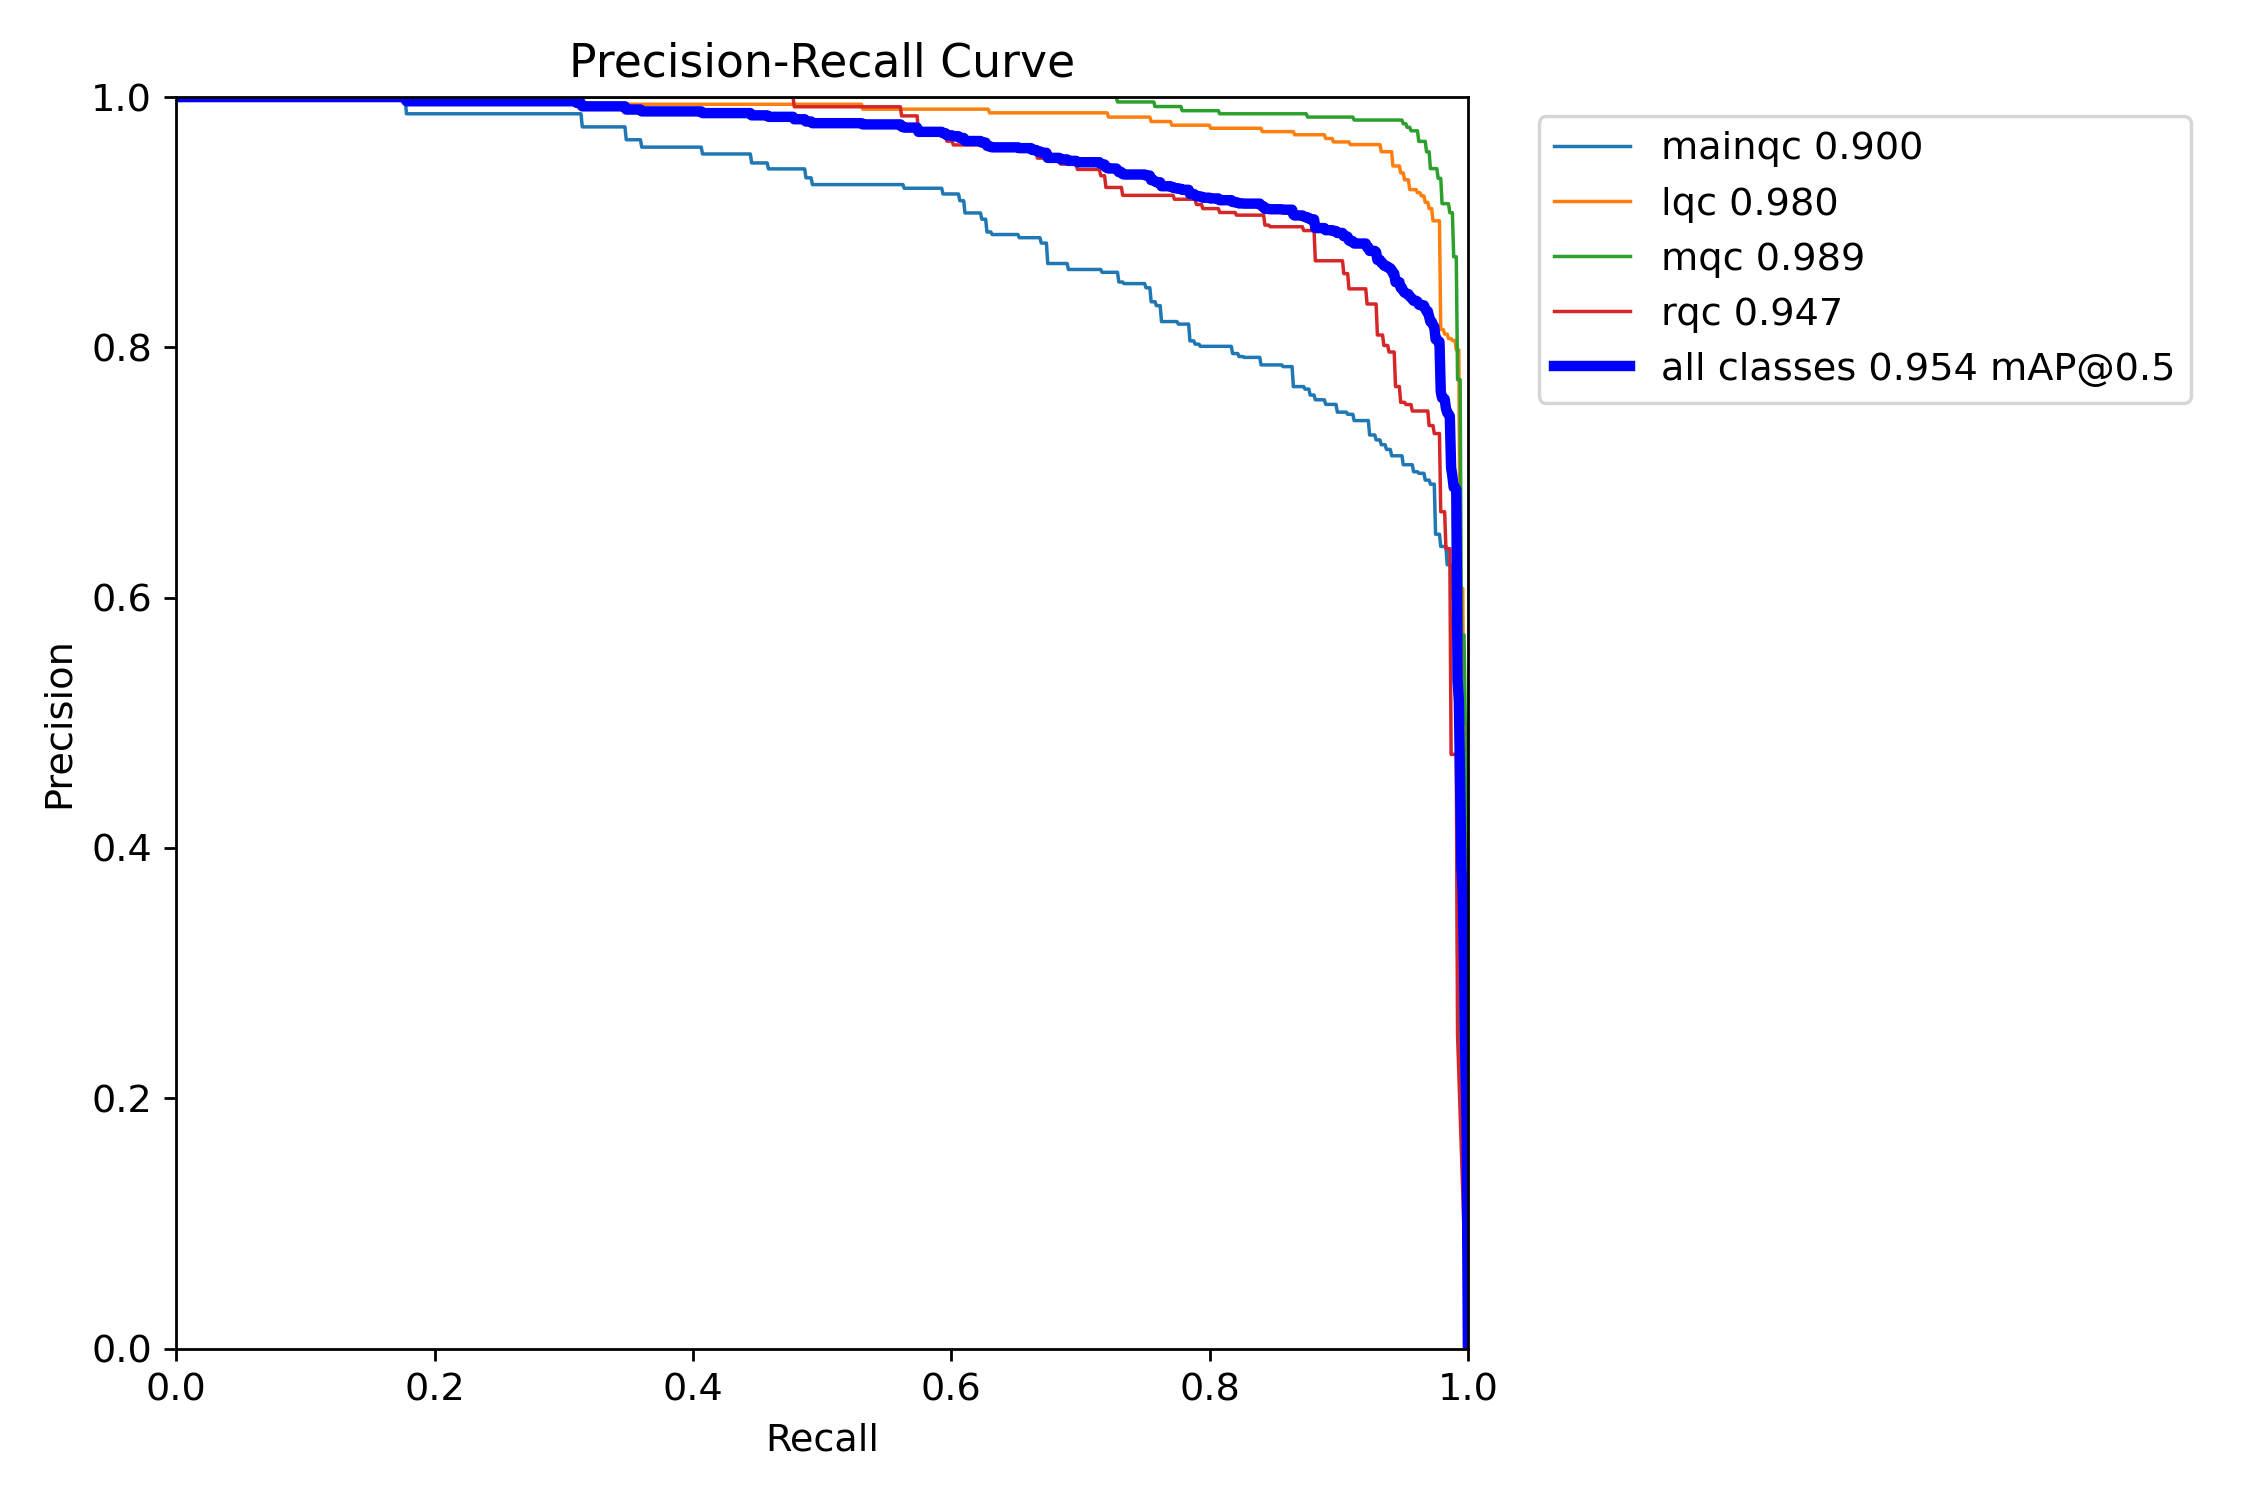 Precision-Recall Curve
1.0
0.8
0.6
0.4
0.2
0.0
Precision
0.0 0.2 0.4 0.6 0.8 1.0
Recall
mainqc 0.900
lqc 0.980
mqc 0.989
rqc 0.947
all classes 0.954 mAP@0.5